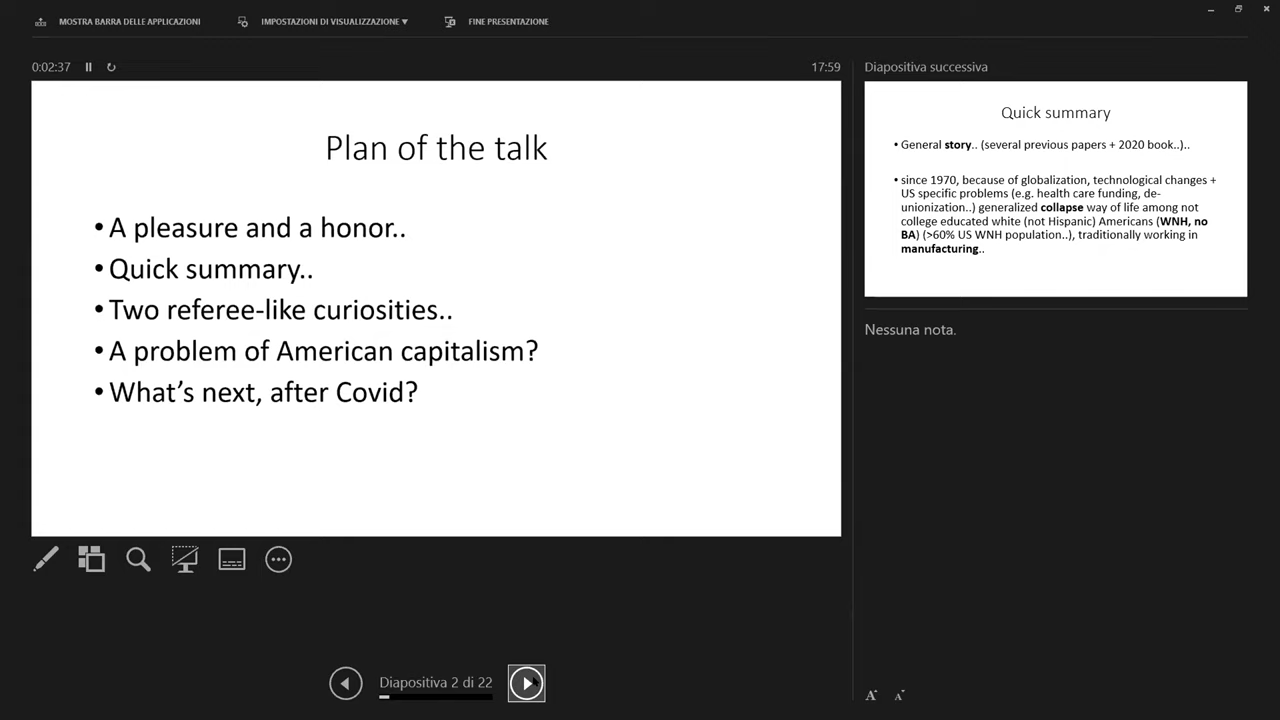 MOSTRA BARRA DELLE APPLICAZIONI
IMPOSTAZIONI DI VISUALIZZAZIONE ▼
FINE PRESENTAZIONE
0:02:37
17:59
Plan of the talk
• A pleasure and a honor..
• Quick summary..
• Two referee-like curiosities..
• A problem of American capitalism?
• What's next, after Covid?
Diapositiva 2 di 22
Diapositiva successiva
Quick summary
• General story.. (several previous papers + 2020 book..)..
• since 1970, because of globalization, technological changes +
US specific problems (e.g. health care funding, de-
unionization..) generalized collapse way of life among not
college educated white (not Hispanic) Americans (WNH, no
BA) (>60% US WNH population..), traditionally working in
manufacturing..
Nessuna nota.
A A